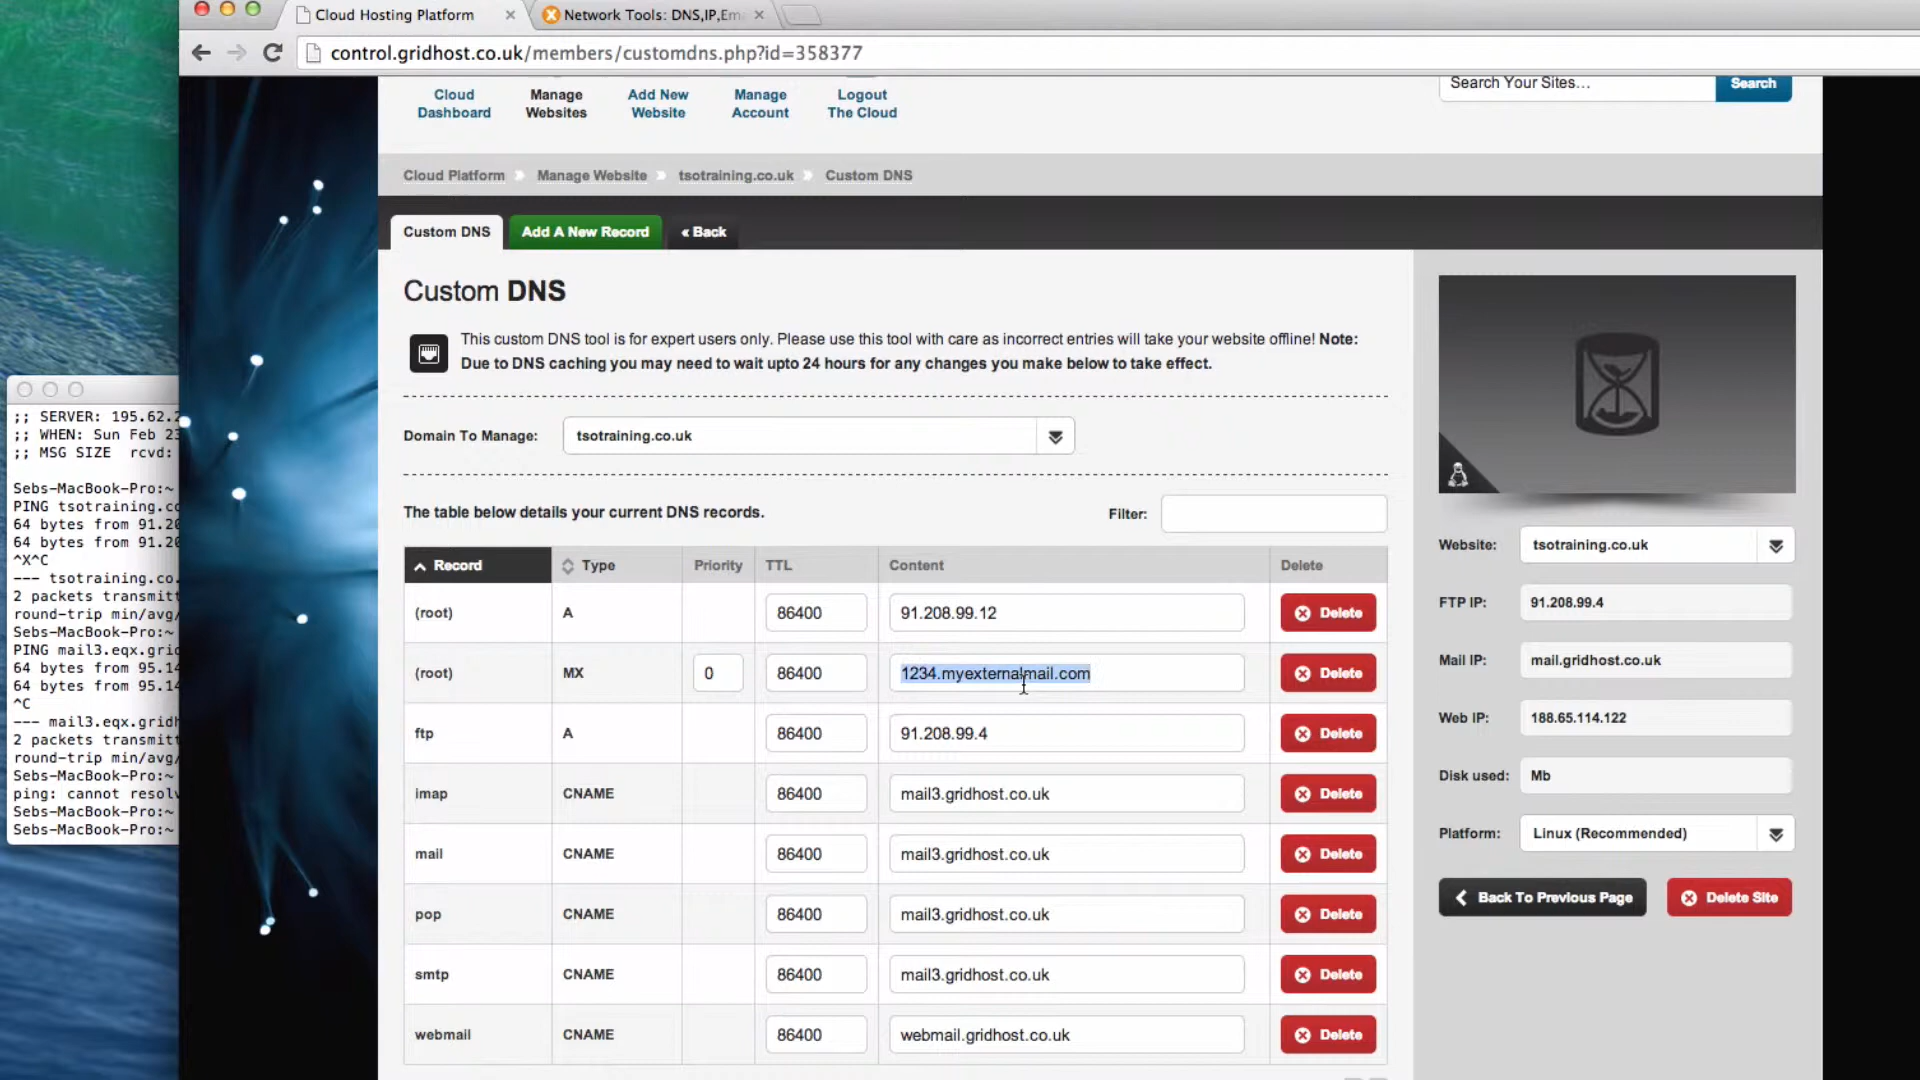 Cloud Hosting Platform
Network Tools: DNS,IP,Em
control.gridhost.co.uk/members/customdns.php?id=358377
Cloud Dashboard
Manage Websites
Add New Website
Manage Account
Logout The Cloud
Search Your Sites...
Search
Cloud Platform
Manage Website
tsotraining.co.uk
Custom DNS
Custom DNS
Add A New Record
« Back
Custom DNS
This custom DNS tool is for expert users only. Please use this tool with care as incorrect entries will take your website offline! Note:
Due to DNS caching you may need to wait upto 24 hours for any changes you make below to take effect.
Domain To Manage: tsotraining.co.uk
The table below details your current DNS records.
Filter:
Record Type Priority TTL Content Delete
(root) A 86400 91.208.99.12 Delete
(root) MX 0 86400 1234.myexternalmail.com Delete
ftp A 86400 91.208.99.4 Delete
imap CNAME 86400 mail3.gridhost.co.uk Delete
mail CNAME 86400 mail3.gridhost.co.uk Delete
pop CNAME 86400 mail3.gridhost.co.uk Delete
smtp CNAME 86400 mail3.gridhost.co.uk Delete
webmail CNAME 86400 webmail.gridhost.co.uk Delete
Website: tsotraining.co.uk
FTP IP: 91.208.99.4
Mail IP: mail.gridhost.co.uk
Web IP: 188.65.114.122
Disk used: Mb
Platform: Linux (Recommended)
Back To Previous Page
Delete Site
;; SERVER: 195.62.2
;; WHEN: Sun Feb 23
;; MSG SIZE rcvd:
Sebs-MacBook-Pro:~
PING tsotraining.co
64 bytes from 91.20
64 bytes from 91.20
^X^C
--- tsotraining.co.
2 packets transmitt
round-trip min/avg/
Sebs-MacBook-Pro:~
PING mail3.eqx.grid
64 bytes from 95.14
64 bytes from 95.14
^C
--- mail3.eqx.gridh
2 packets transmitt
round-trip min/avg/
Sebs-MacBook-Pro:~
ping: cannot resolv
Sebs-MacBook-Pro:~
Sebs-MacBook-Pro:~